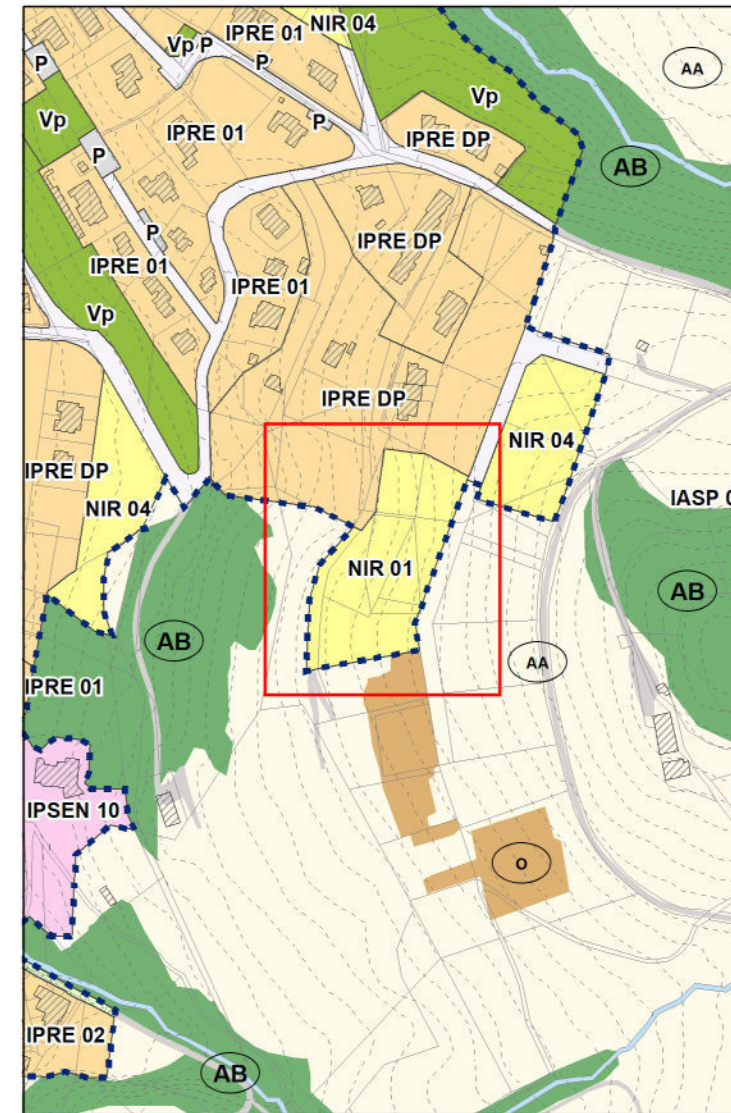 IPRE 01
NIR 04
Vp
P
P
P
AA
Vp
Vp
IPRE 01
P
IPRE DP
AB
P
P
IPRE DP
IPRE 01
IPRE 01
Vp
IPRE DP
NIR 04
IPRE DP
NIR 04
IASP 0
NIR 01
AB
AB
AA
IPRE 01
IPSEN 10
O
IPRE 02
AB